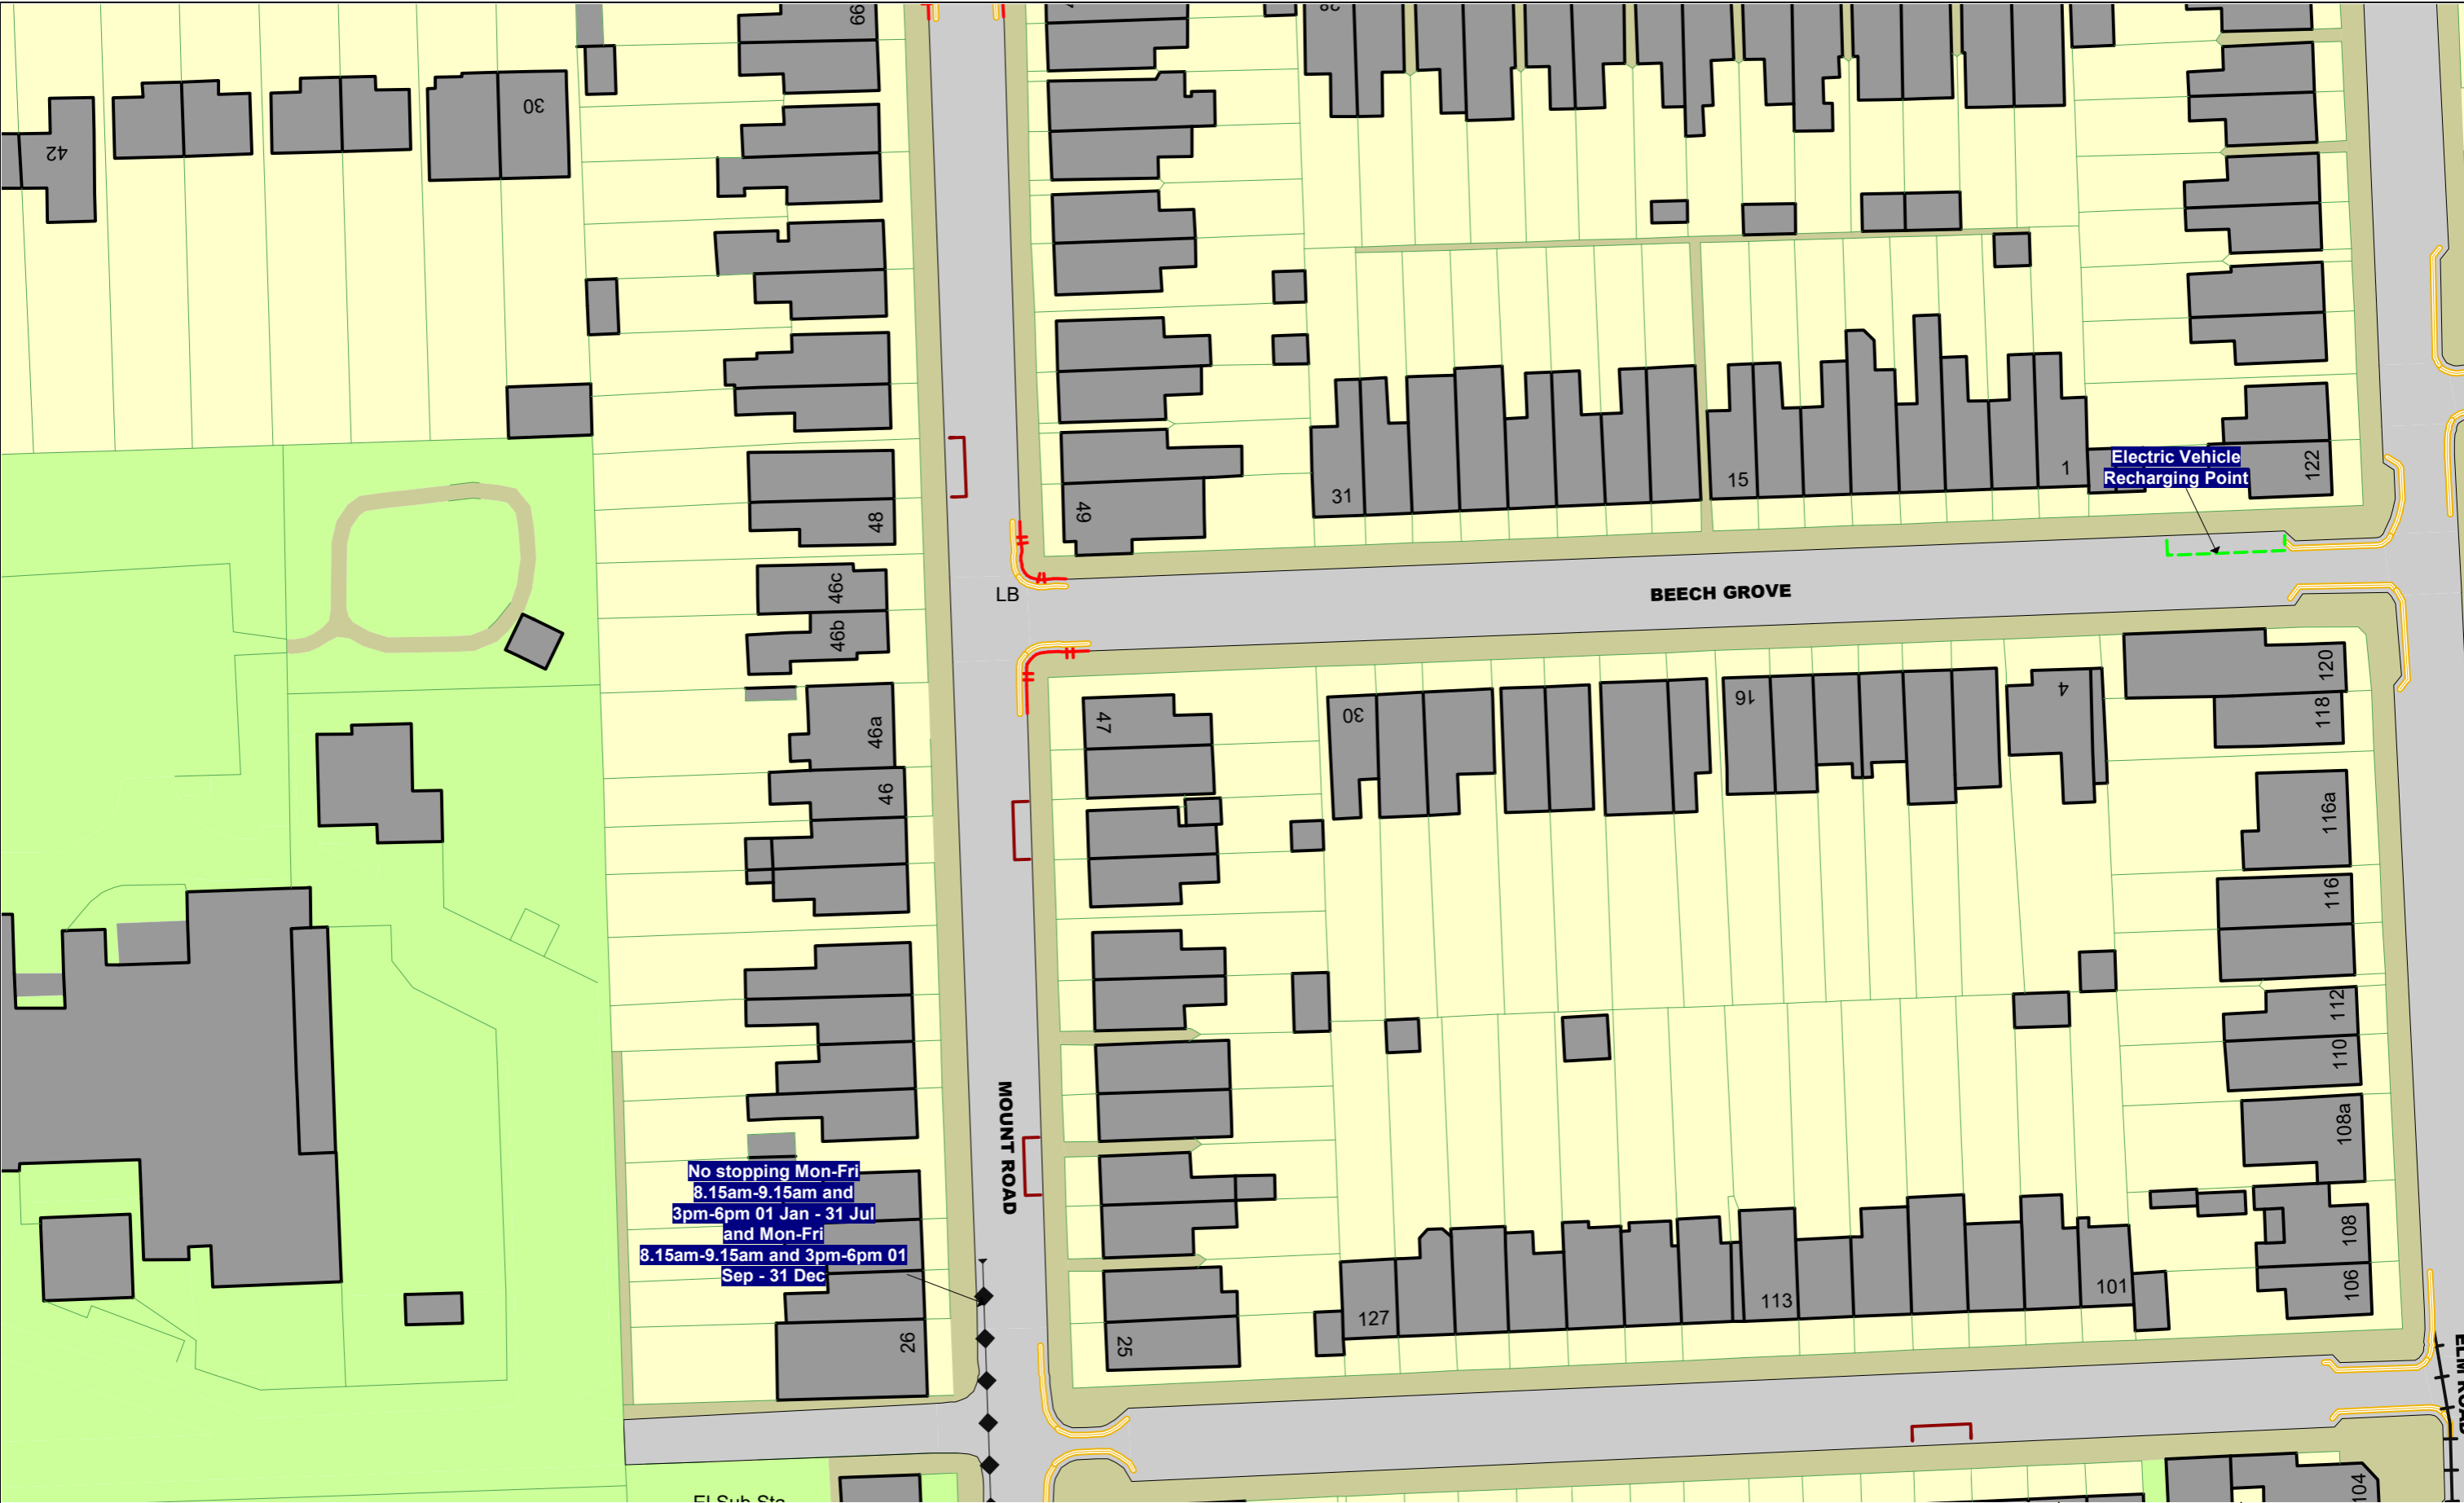 99
30
42
48
46c
46b
46a
46
49
31
15
1
Electric Vehicle
Recharging Point
122
LB
BEECH GROVE
47
30
16
4
120
118
116a
116
112
110
108a
108
106
MOUNT ROAD
No stopping Mon-Fri
8.15am-9.15am and
3pm-6pm 01 Jan - 31 Jul
and Mon-Fri
8.15am-9.15am and 3pm-6pm 01
Sep - 31 Dec
26
25
127
113
101
ELM ROAD
104
El Sub Sta